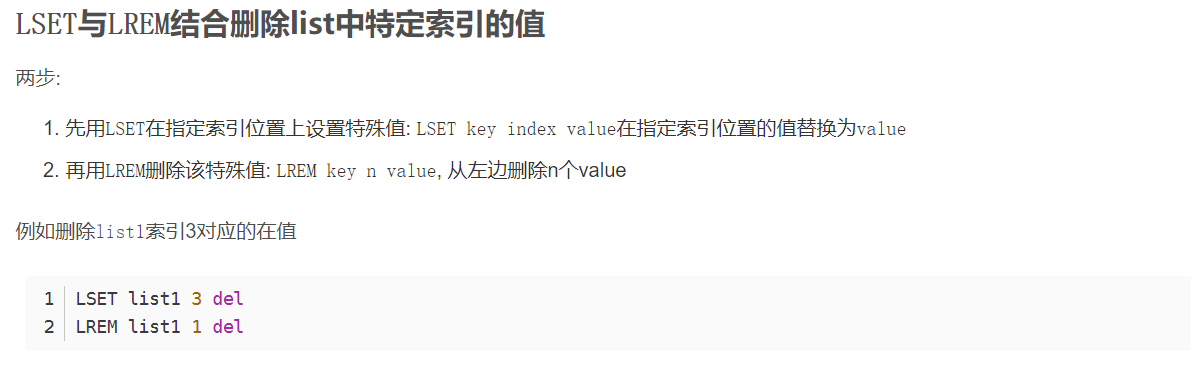 LSET与LREM结合删除list中特定索引的值
两步:
1. 先用LSET在指定索引位置上设置特殊值: LSET key index value在指定索引位置的值替换为value
2. 再用LREM删除该特殊值: LREM key n value, 从左边删除n个value
例如删除list1索引3对应的在值
1 LSET list1 3 del
2 LREM list1 1 del